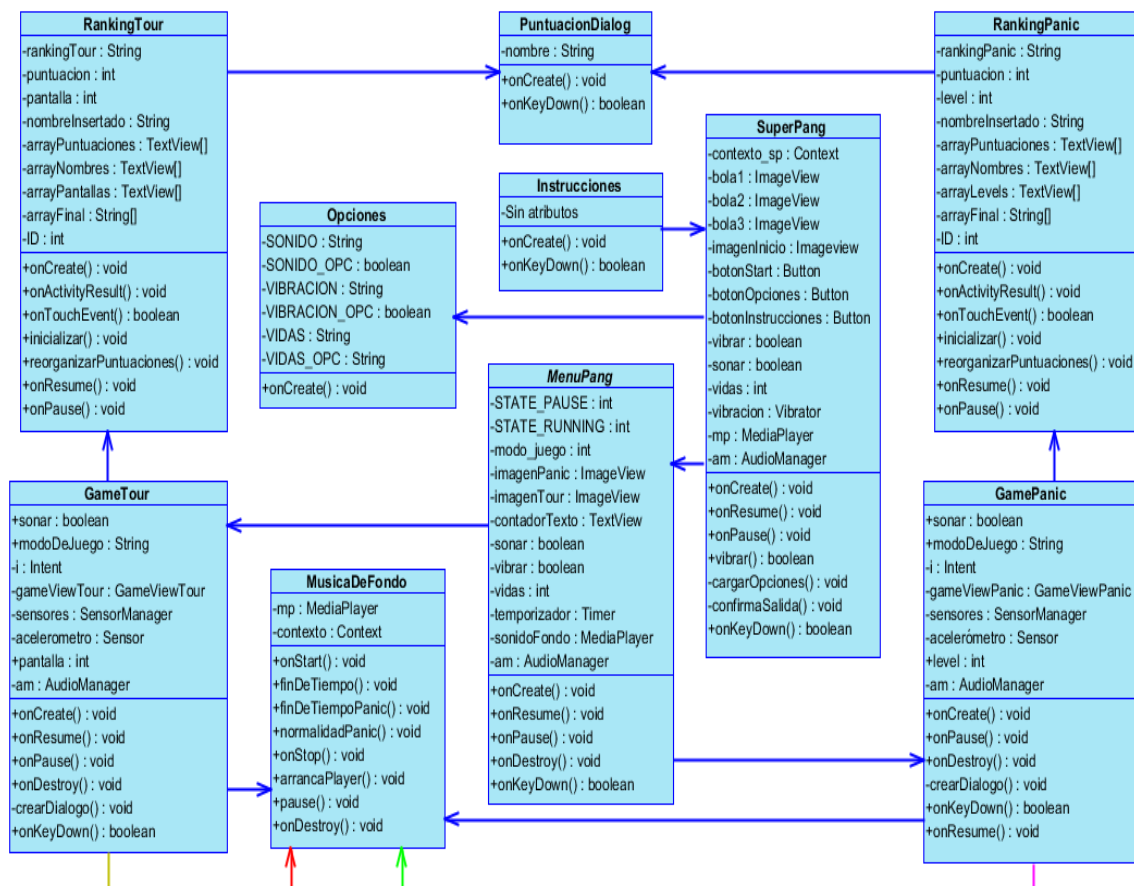 RankingTour
-rankingTour : String
-puntuacion : int
-pantalla : int
-nombreInsertado : String
-arrayPuntuaciones : TextView[]
-arrayNombres : TextView[]
-arrayPantallas : TextView[]
-arrayFinal : String[]
-ID : int
+onCreate() : void
+onActivityResult() : void
+onTouchEvent() : boolean
+inicializar() : void
+reorganizarPuntuaciones() : void
+onResume() : void
+onPause() : void
PuntuacionDialog
-nombre : String
+onCreate() : void
+onKeyDown() : boolean
RankingPanic
-rankingPanic : String
-puntuacion : int
-level : int
-nombreInsertado : String
-arrayPuntuaciones : TextView[]
-arrayNombres : TextView[]
-arrayLevels : TextView[]
-arrayFinal : String[]
-ID : int
+onCreate() : void
+onActivityResult() : void
+onTouchEvent() : boolean
+inicializar() : void
+reorganizarPuntuaciones() : void
+onResume() : void
+onPause() : void
SuperPang
-contexto_sp : Context
-bola1 : ImageView
-bola2 : ImageView
-bola3 : ImageView
-imagenInicio : Imageview
-botonStart : Button
-botonOpciones : Button
-botonInstrucciones : Button
-vibrar : boolean
-sonar : boolean
-vidas : int
-vibracion : Vibrator
-mp : MediaPlayer
-am : AudioManager
+onCreate() : void
+onResume() : void
+onPause() : void
+vibrar() : boolean
-cargarOpciones() : void
-confirmaSalida() : void
+onKeyDown() : boolean
Instrucciones
-Sin atributos
+onCreate() : void
+onKeyDown() : boolean
Opciones
-SONIDO : String
-SONIDO_OPC : boolean
-VIBRACION : String
-VIBRACION_OPC : boolean
-VIDAS : String
-VIDAS_OPC : String
+onCreate() : void
MenuPang
-STATE_PAUSE : int
-STATE_RUNNING : int
-modo_juego : int
-imagenPanic : ImageView
-imagenTour : ImageView
-contadorTexto : TextView
-sonar : boolean
-vibrar : boolean
-vidas : int
-temporizador : Timer
-sonidoFondo : MediaPlayer
-am : AudioManager
+onCreate() : void
+onResume() : void
+onPause() : void
+onDestroy() : void
+onKeyDown() : boolean
GameTour
+sonar : boolean
+modoDeJuego : String
-i : Intent
-gameViewTour : GameViewTour
-sensores : SensorManager
-acelerometro : Sensor
+pantalla : int
-am : AudioManager
+onCreate() : void
+onResume() : void
+onPause() : void
+onDestroy() : void
-crearDialogo() : void
+onKeyDown() : boolean
MusicaDeFondo
-mp : MediaPlayer
-contexto : Context
+onStart() : void
+finDeTiempo() : void
+finDeTiempoPanic() : void
+normalidadPanic() : void
+onStop() : void
+arrancaPlayer() : void
+pause() : void
+onDestroy() : void
GamePanic
+sonar : boolean
+modoDeJuego : String
-i : Intent
-gameViewPanic : GameViewPanic
-sensores : SensorManager
-acelerómetro : Sensor
+level : int
-am : AudioManager
+onCreate() : void
+onPause() : void
+onDestroy() : void
-crearDialogo() : void
+onKeyDown() : boolean
+onResume() : void